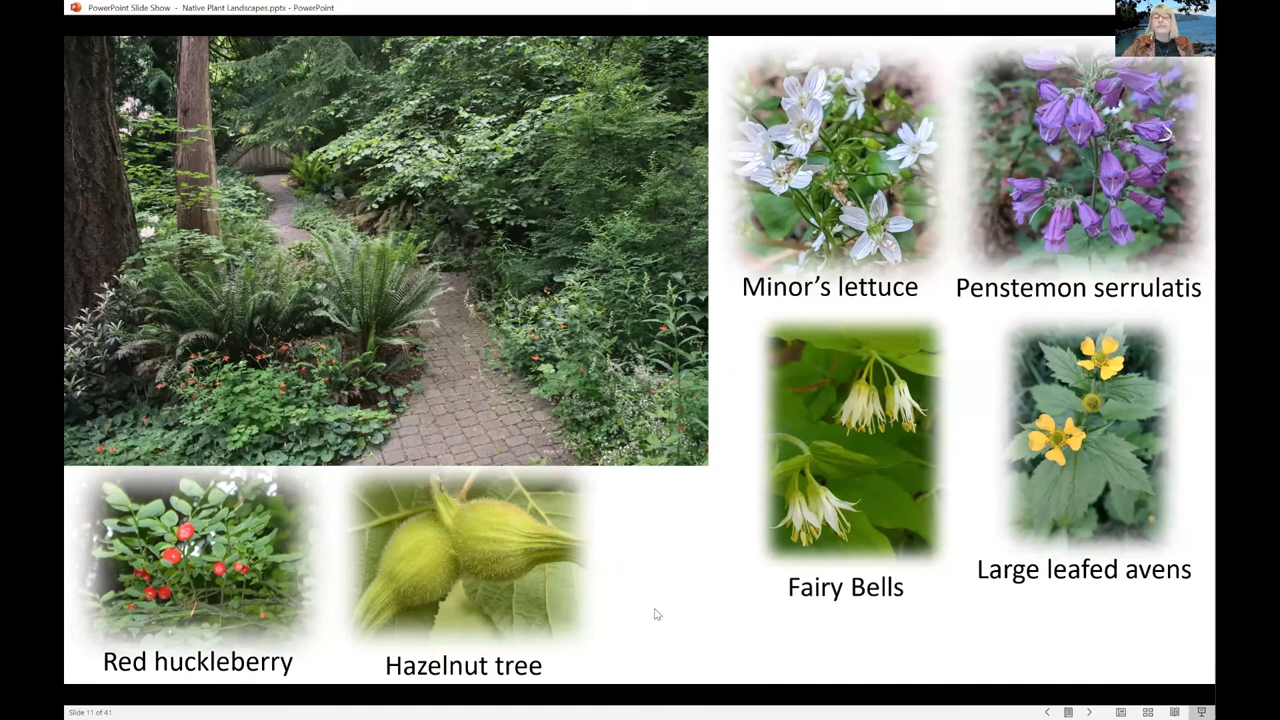 PowerPoint Slide Show - Native Plant Landscapes.pptx - PowerPoint
Minor's lettuce
Penstemon serrulatis
Fairy Bells
Large leafed avens
Red huckleberry
Hazelnut tree
Slide 11 of 41